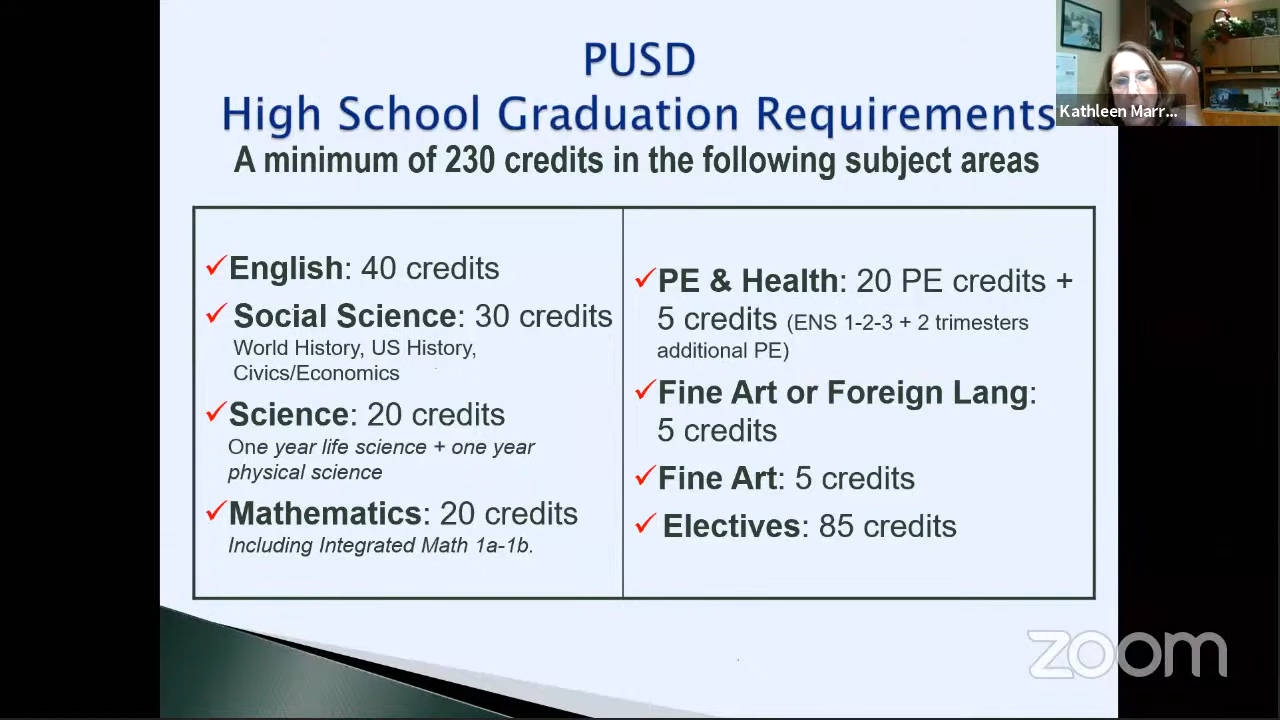 PUSD
High School Graduation Requirements
A minimum of 230 credits in the following subject areas
English: 40 credits
Social Science: 30 credits
World History, US History,
Civics/Economics
Science: 20 credits
One year life science + one year
physical science
Mathematics: 20 credits
Including Integrated Math 1a-1b.
PE & Health: 20 PE credits +
5 credits (ENS 1-2-3 + 2 trimesters
additional PE)
Fine Art or Foreign Lang:
5 credits
Fine Art: 5 credits
Electives: 85 credits
Kathleen Marr...
zoom